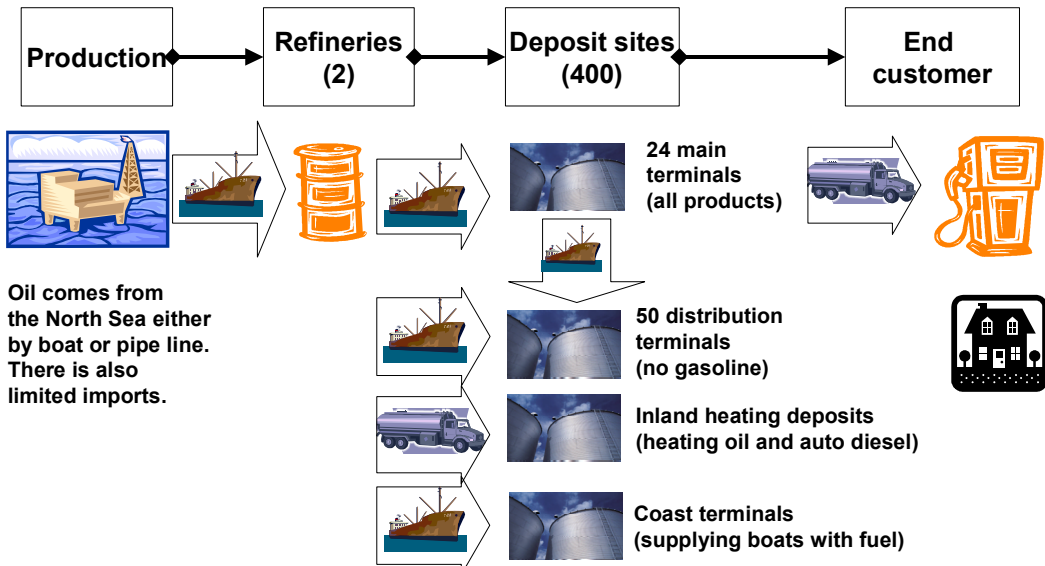 Production
Refineries
(2)
Deposit sites
(400)
End
customer
24 main
terminals
(all products)
Oil comes from
the North Sea either
by boat or pipe line.
There is also
limited imports.
50 distribution
terminals
(no gasoline)
Inland heating deposits
(heating oil and auto diesel)
Coast terminals
(supplying boats with fuel)